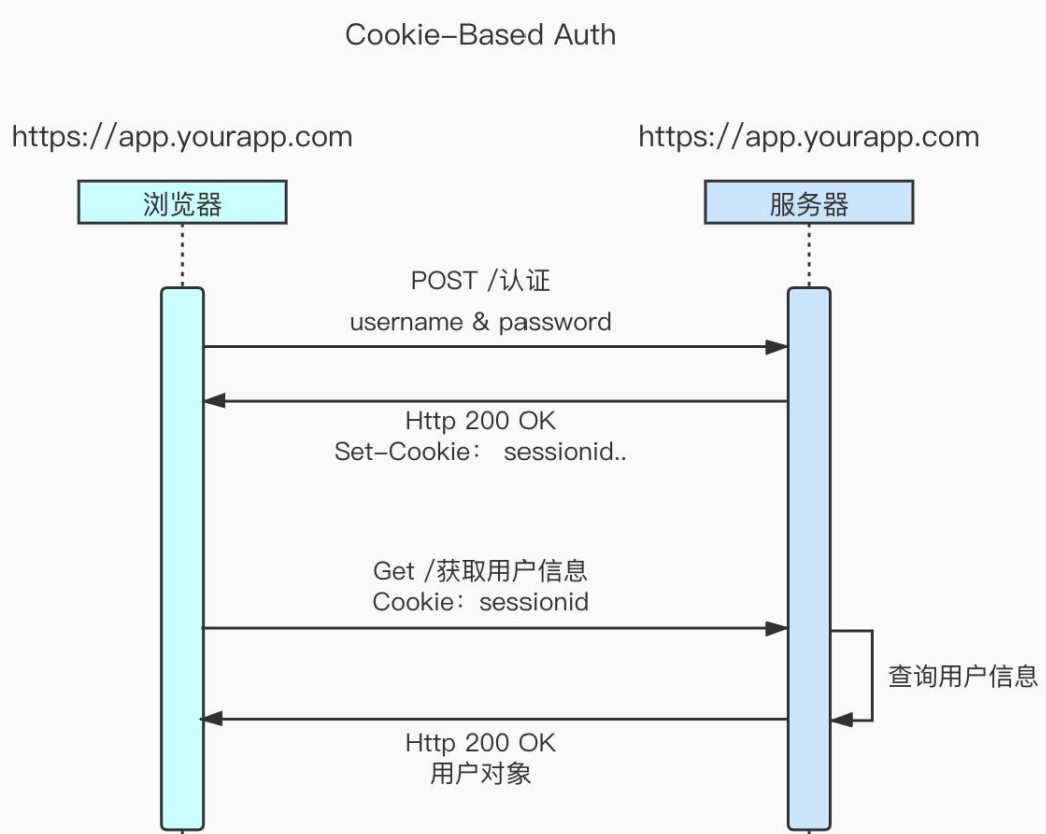 Cookie–Based Auth
https://app.yourapp.com
https://app.yourapp.com
浏览器
服务器
POST /认证
username & password
Http 200 OK
Set–Cookie： sessionid..
Get /获取用户信息
Cookie：sessionid
查询用户信息
Http 200 OK
用户对象